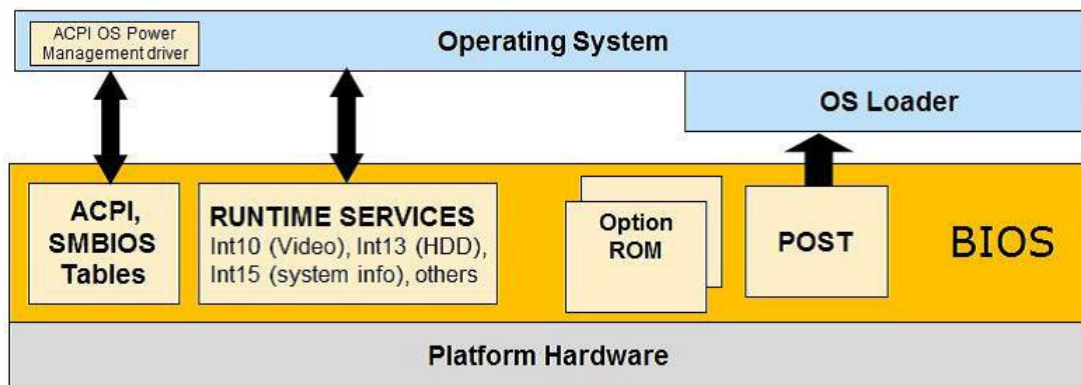 ACPI OS Power
Management driver
Operating System
OS Loader
ACPI,
SMBIOS
Tables
RUNTIME SERVICES
Int10 (Video), Int13 (HDD),
Int15 (system info), others
Option
ROM
POST
BIOS
Platform Hardware